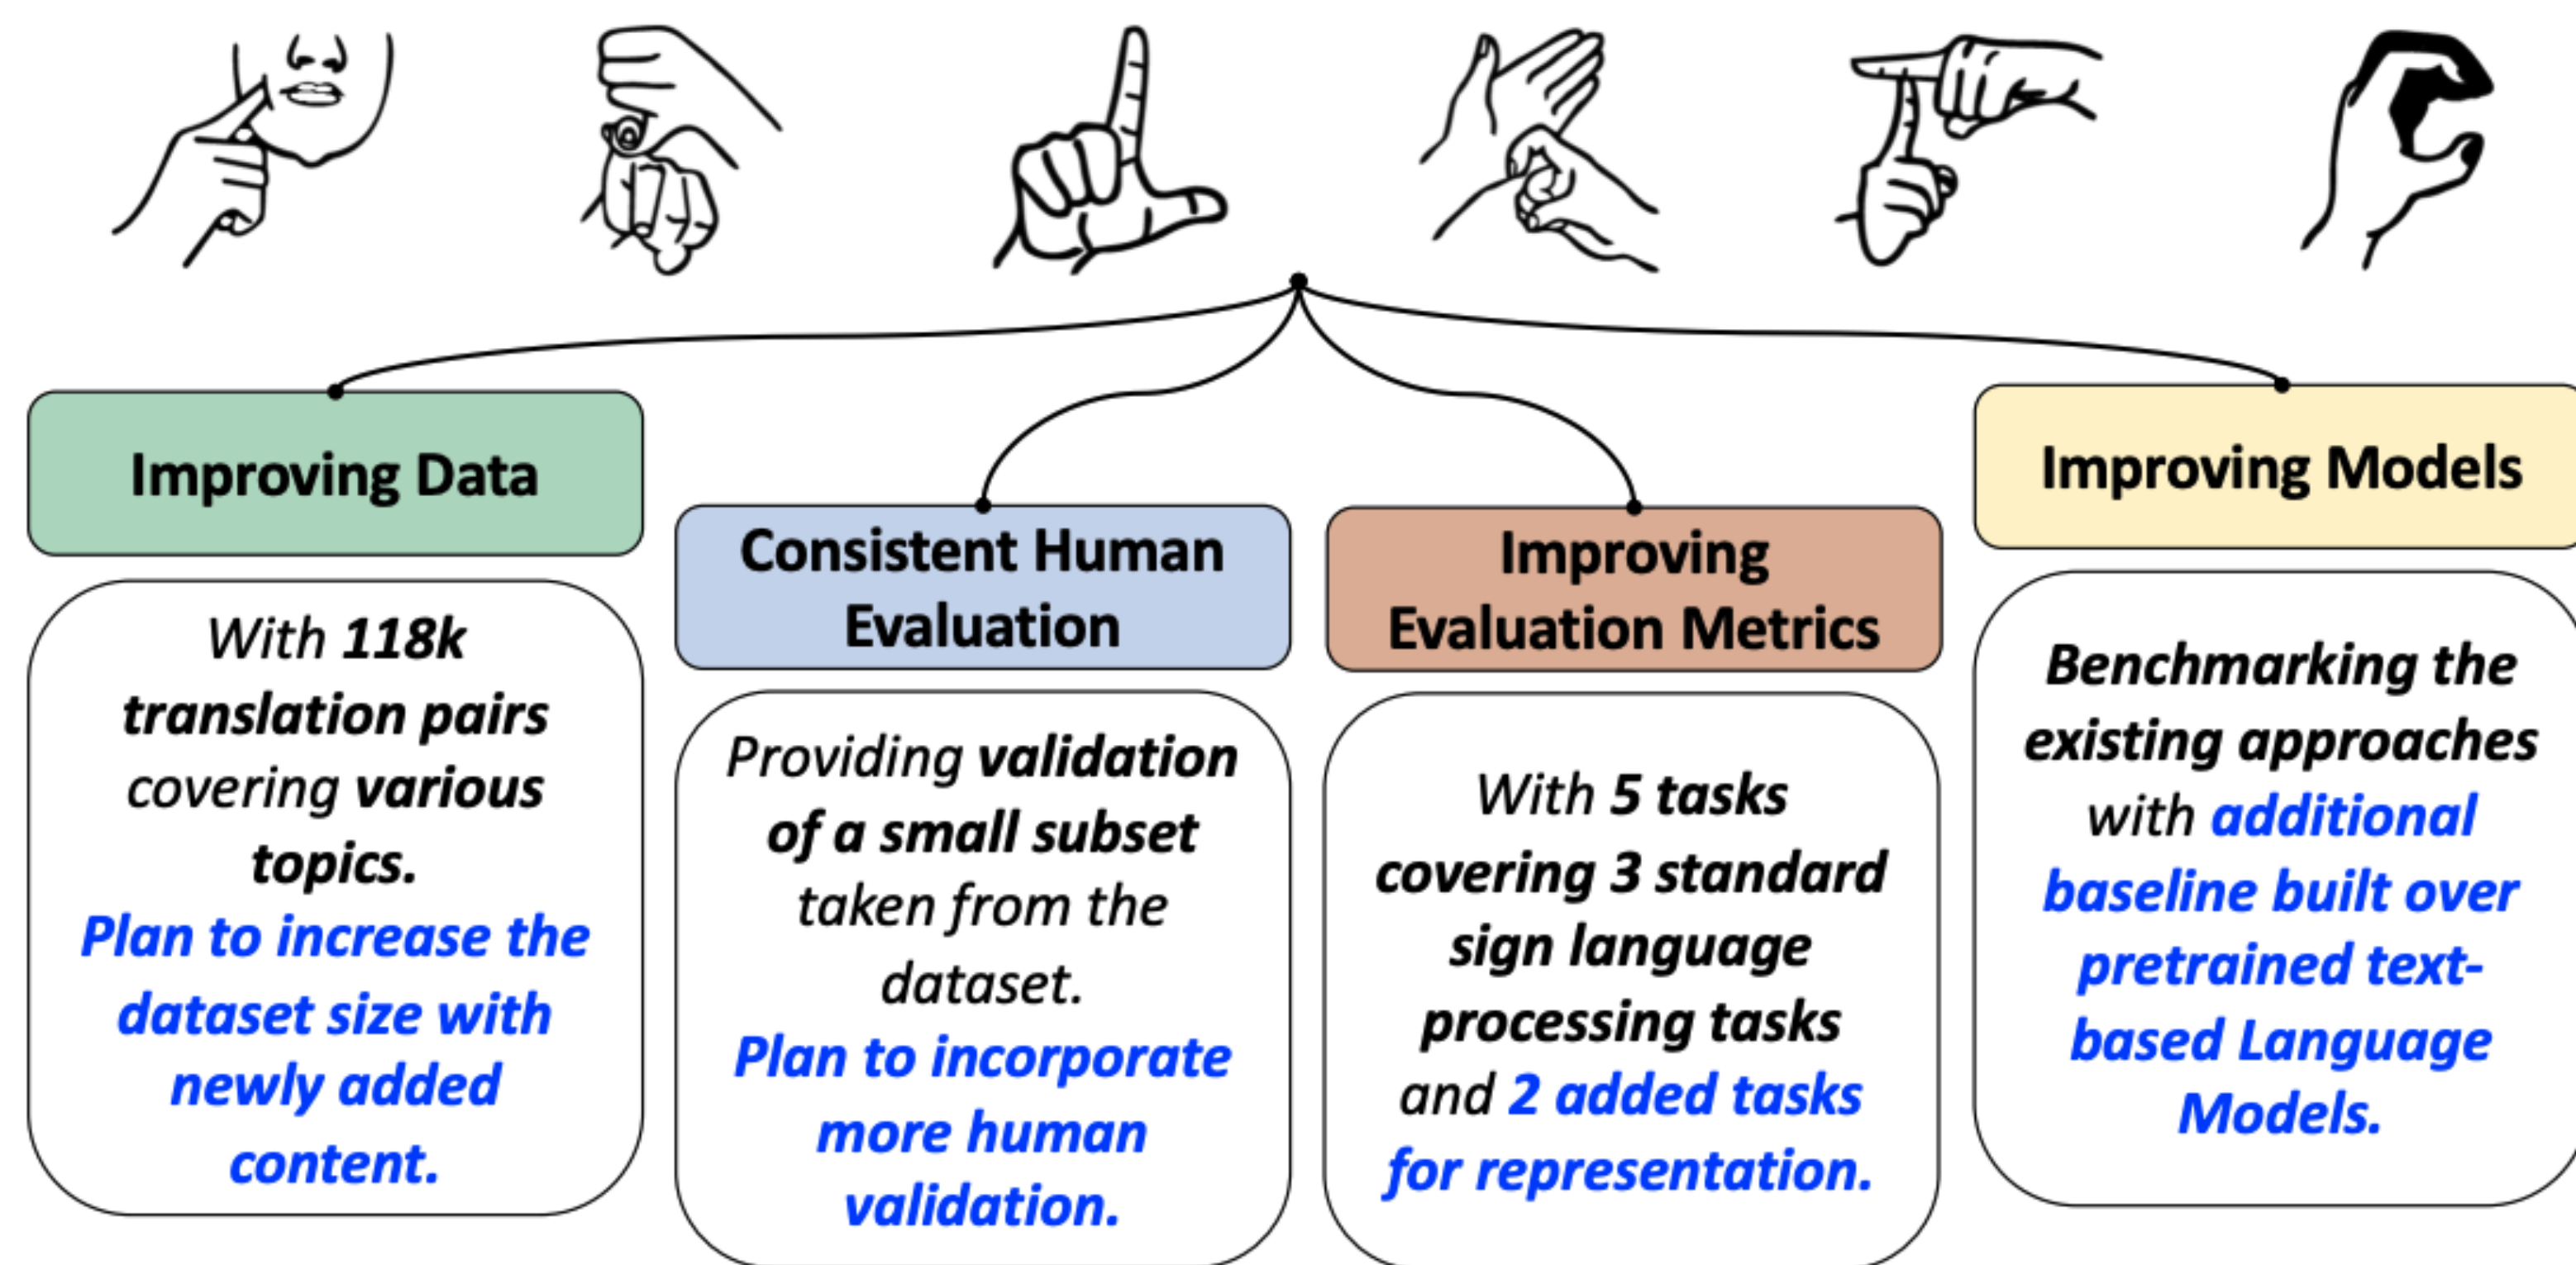 Improving Data
With 118k
translation pairs
covering various
topics.
Plan to increase the
dataset size with
newly added
content.
Consistent Human
Evaluation
Providing validation
of a small subset
taken from the
dataset.
Plan to incorporate
more human
validation.
Improving
Evaluation Metrics
With 5 tasks
covering 3 standard
sign language
processing tasks
and 2 added tasks
for representation.
Improving Models
Benchmarking the
existing approaches
with additional
baseline built over
pretrained text-
based Language
Models.